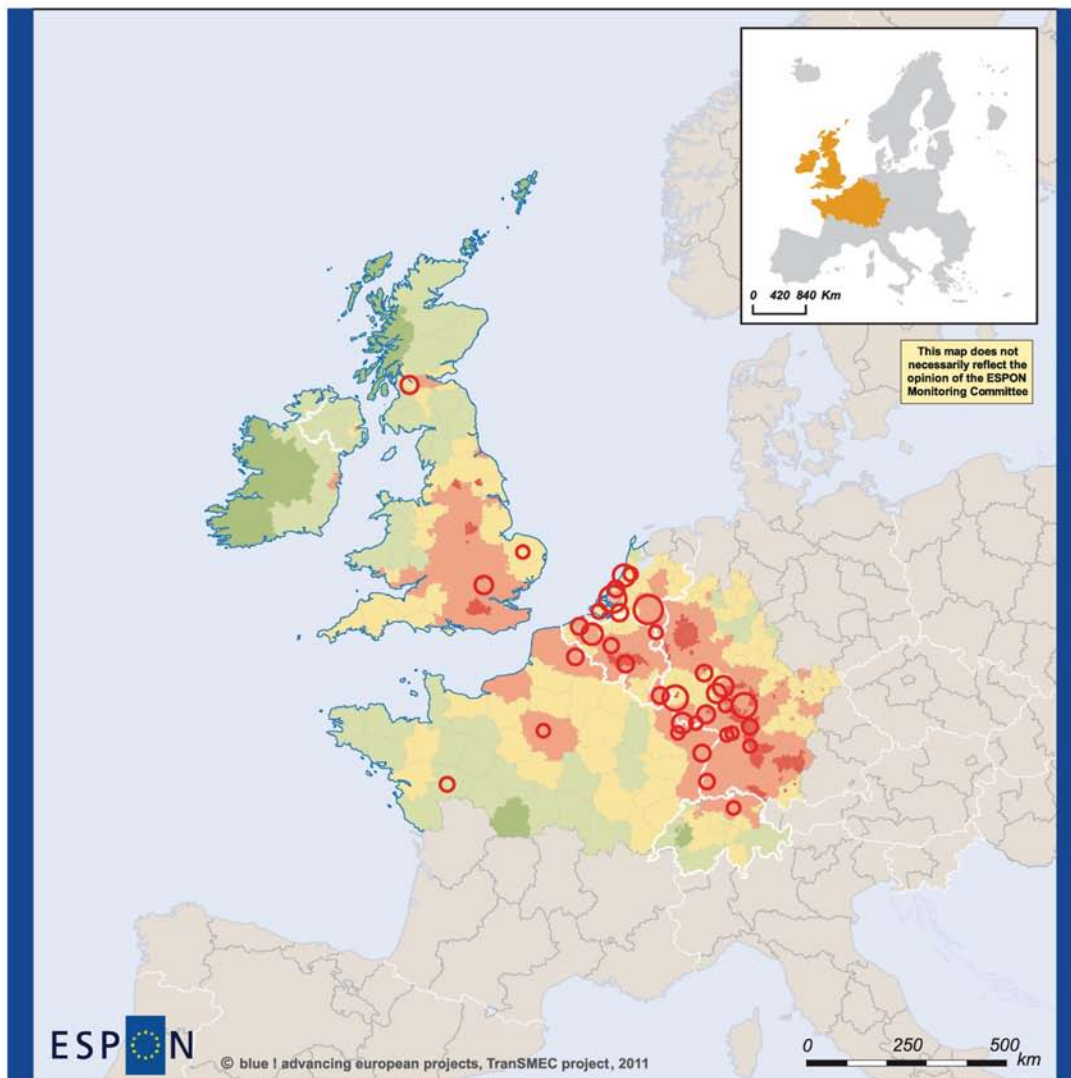 0 420 840 Km
This map does not
necessarily reflect the
opinion of the ESPON
Monitoring Committee
ESPON
© blue ! advancing european projects, TranSMEC project, 2011
0 250 500
km